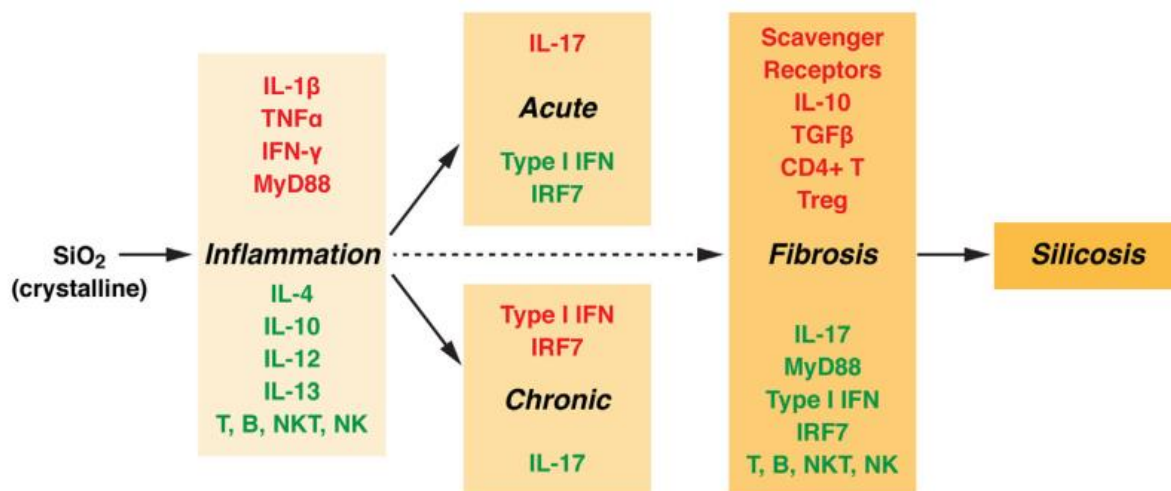 SiO₂
(crystalline)
IL-1β
TNFα
IFN-γ
MyD88
Inflammation
IL-4
IL-10
IL-12
IL-13
T, B, NKT, NK
IL-17
Acute
Type I IFN
IRF7
Type I IFN
IRF7
Chronic
IL-17
Scavenger
Receptors
IL-10
TGFβ
CD4+ T
Treg
Fibrosis
IL-17
MyD88
Type I IFN
IRF7
T, B, NKT, NK
Silicosis